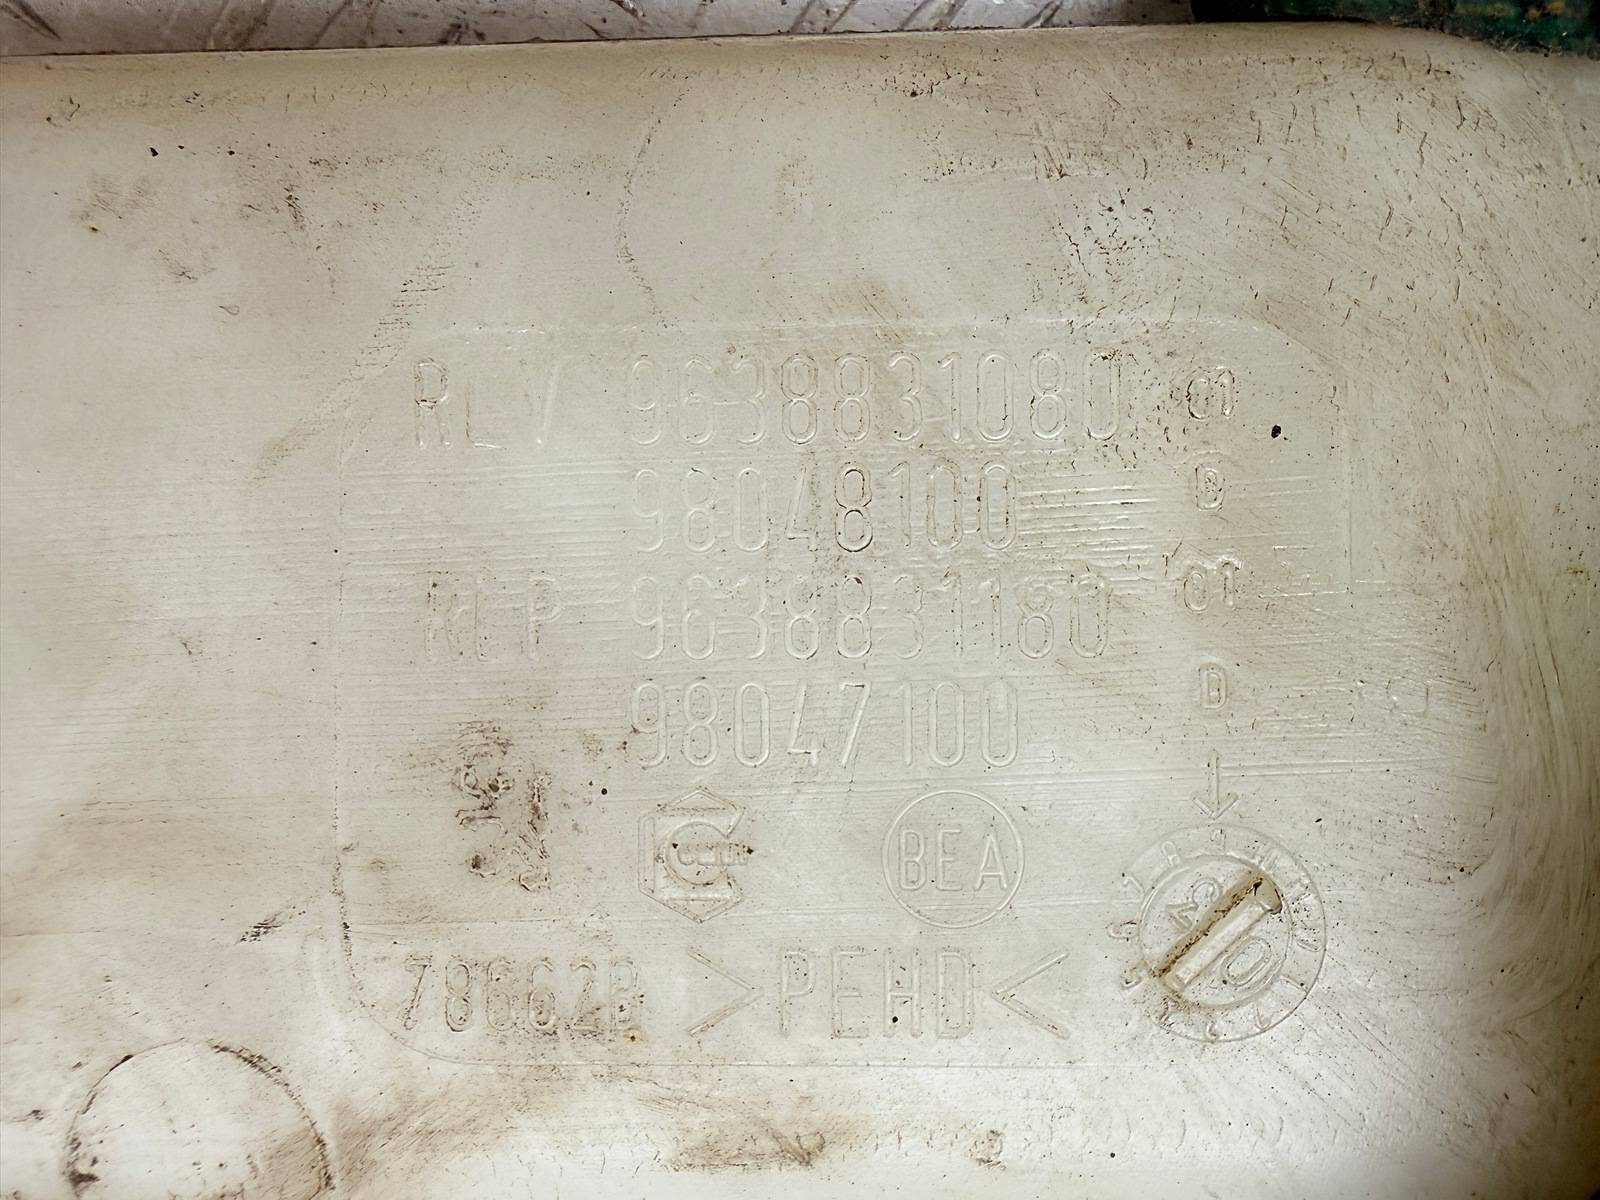 RLV 9638831080 01
98048100 D
RLP 9638831180 01
98047100 D
BEA
78662B >PEHD<